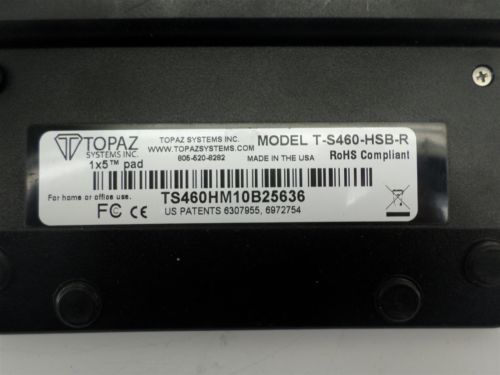 TOPAZ
SYSTEMS INC.
1x5™ pad
TOPAZ SYSTEMS INC.
WWW.TOPAZSYSTEMS.COM
805-520-8282
MADE IN THE USA
MODEL T-S460-HSB-R
RoHS Compliant
For home or office use.
FC CE
TS460HM10B25636
US PATENTS 6307955, 6972754